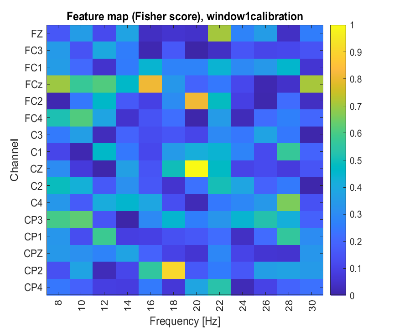 Feature map (Fisher score), window1calibration
FZ
FC3
FC1
FCz
FC2
FC4
C3
C1
CZ
C2
C4
CP3
CP1
CPZ
CP2
CP4
Channel
8 10 12 14 16 18 20 22 24 26 28 30
Frequency [Hz]
1
0.9
0.8
0.7
0.6
0.5
0.4
0.3
0.2
0.1
0